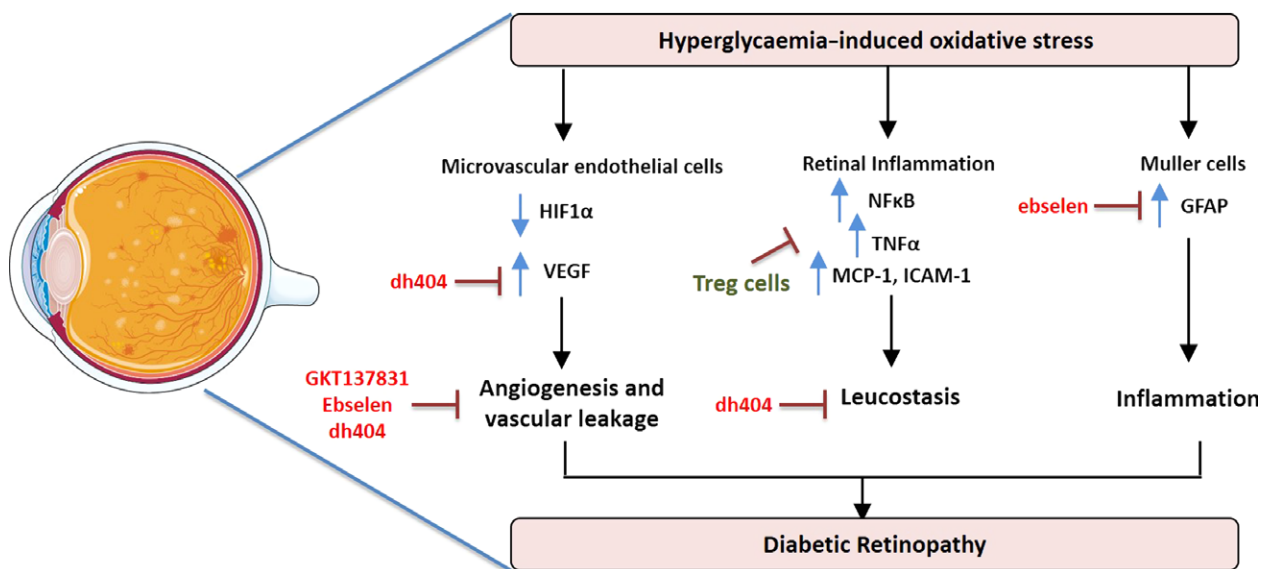 Hyperglycaemia–induced oxidative stress
Microvascular endothelial cells
HIF1α
dh404
VEGF
GKT137831
Ebselen
dh404
Angiogenesis and
vascular leakage
Retinal Inflammation
NFκB
TNFα
Treg cells
MCP-1, ICAM-1
dh404
Leucostasis
Muller cells
ebselen
GFAP
Inflammation
Diabetic Retinopathy